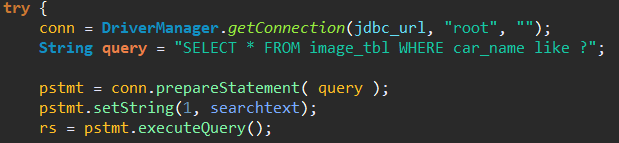 try {
conn = DriverManager.getConnection(jdbc_url, "root", "");
String query = "SELECT * FROM image_tbl WHERE car_name like ?";
pstmt = conn.prepareStatement( query );
pstmt.setString(1, searchtext);
rs = pstmt.executeQuery();